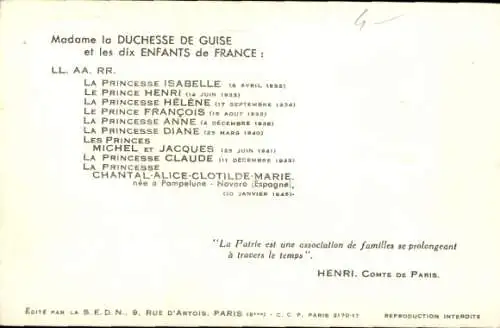 4-
Madame la DUCHESSE DE GUISE
et les dix ENFANTS de FRANCE :
LL. AA. RR.
LA PRINCESSE ISABELLE (8 AVRIL 1932)
LE PRINCE HENRI (14 JUIN 1933)
LA PRINCESSE HÉLÈNE (17 SEPTEMBRE 1934)
LE PRINCE FRANÇOIS (15 AOUT 1935)
LA PRINCESSE ANNE (4 DÉCEMBRE 1938)
LA PRINCESSE DIANE (25 MARS 1940)
LES PRINCES
MICHEL ET JACQUES (25 JUIN 1941)
LA PRINCESSE CLAUDE (11 DÉCEMBRE 1943)
LA PRINCESSE
CHANTAL-ALICE-CLOTILDE-MARIE.
née à Pampelune - Navara (Espagne),
(10 JANVIER 1946)-
"La Patrie est une association de familles se prolongeant
à travers le temps".
HENRI. COMTE DE PARIS.
ÉDITÉ PAR LA S.E.D.N., 9, RUE D'ARTOIS, PARIS (8me) - C. C. P. PARIS 2170-17 REPRODUCTION INTERDITE